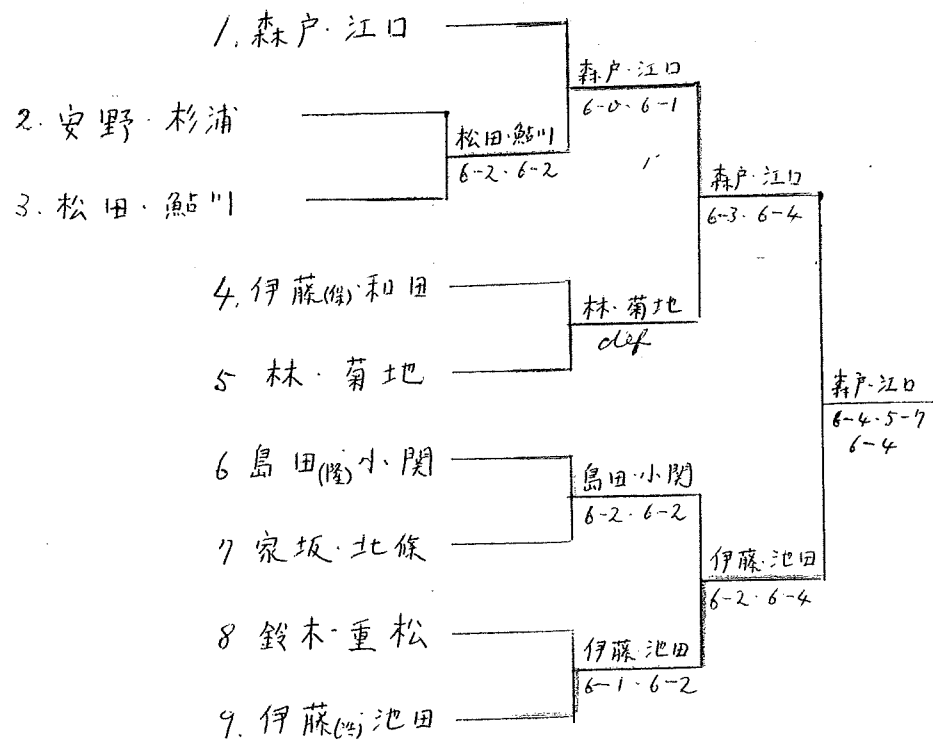 1. 森戸・江口
2. 安野・杉浦
3. 松田・鮎川
4. 伊藤(保)・和田
5 林・菊地
6 島田(隆)小関
7 家坂・北條
8 鈴木・重松
9. 伊藤 池田
松田・鮎川
6-2・6-2
森戸・江口
6-0・6-1
林・菊地
def
島田・小関
6-2・6-2
伊藤・池田
6-1・6-2
森戸・江口
6-3・6-4
伊藤・池田
6-2・6-4
森戸・江口
6-4・5-7
6-4